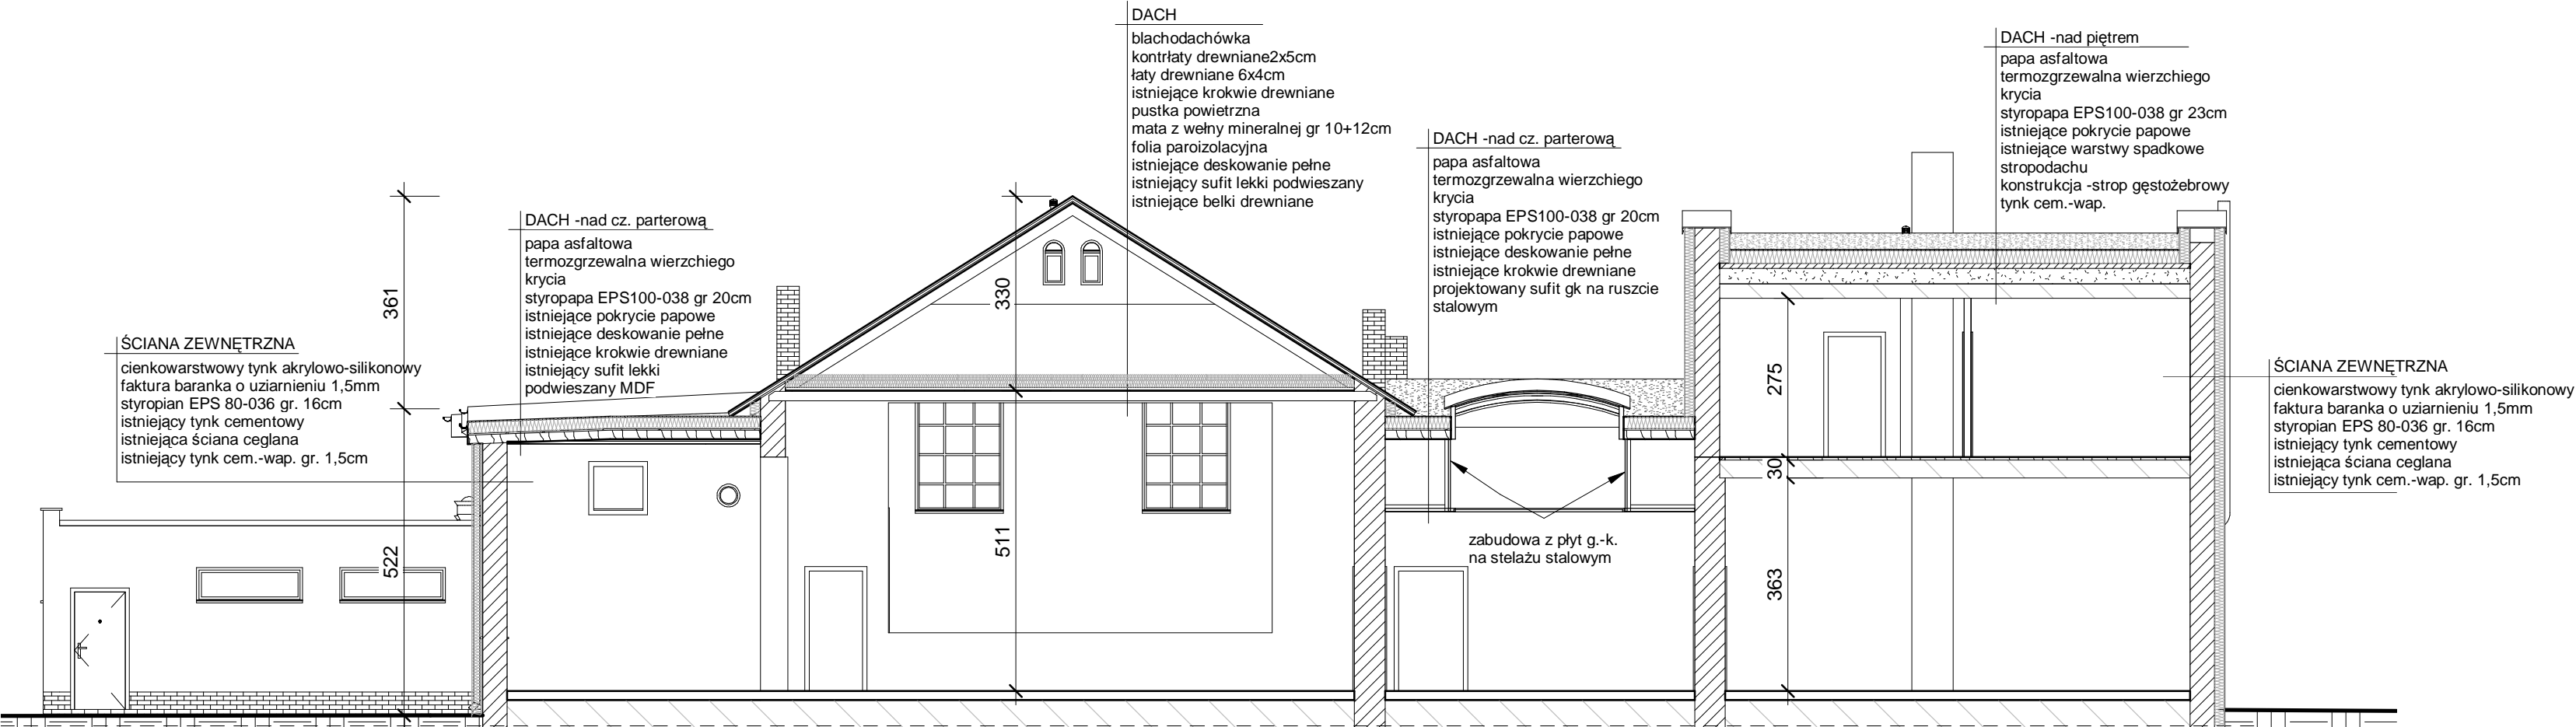 DACH
blachodachówka
kontrłaty drewniane2x5cm
łaty drewniane 6x4cm
istniejące krokwie drewniane
pustka powietrzna
mata z wełny mineralnej gr 10+12cm
folia paroizolacyjna
istniejące deskowanie pełne
istniejący sufit lekki podwieszany
istniejące belki drewniane
DACH -nad piętrem
papa asfaltowa
termozgrzewalna wierzchiego
krycia
styropapa EPS100-038 gr 23cm
istniejące pokrycie papowe
istniejące warstwy spadkowe
stropodachu
konstrukcja -strop gęstożebrowy
tynk cem.-wap.
DACH -nad cz. parterową
papa asfaltowa
termozgrzewalna wierzchiego
krycia
styropapa EPS100-038 gr 20cm
istniejące pokrycie papowe
istniejące deskowanie pełne
istniejące krokwie drewniane
projektowany sufit gk na ruszcie
stalowym
DACH -nad cz. parterową
papa asfaltowa
termozgrzewalna wierzchiego
krycia
styropapa EPS100-038 gr 20cm
istniejące pokrycie papowe
istniejące deskowanie pełne
istniejące krokwie drewniane
istniejący sufit lekki
podwieszany MDF
ŚCIANA ZEWNĘTRZNA
cienkowarstwowy tynk akrylowo-silikonowy
faktura baranka o uziarnieniu 1,5mm
styropian EPS 80-036 gr. 16cm
istniejący tynk cementowy
istniejąca ściana ceglana
istniejący tynk cem.-wap. gr. 1,5cm
ŚCIANA ZEWNĘTRZNA
cienkowarstwowy tynk akrylowo-silikonowy
faktura baranka o uziarnieniu 1,5mm
styropian EPS 80-036 gr. 16cm
istniejący tynk cementowy
istniejąca ściana ceglana
istniejący tynk cem.-wap. gr. 1,5cm
361
522
330
511
275
30
363
zabudowa z płyt g.-k.
na stelażu stalowym